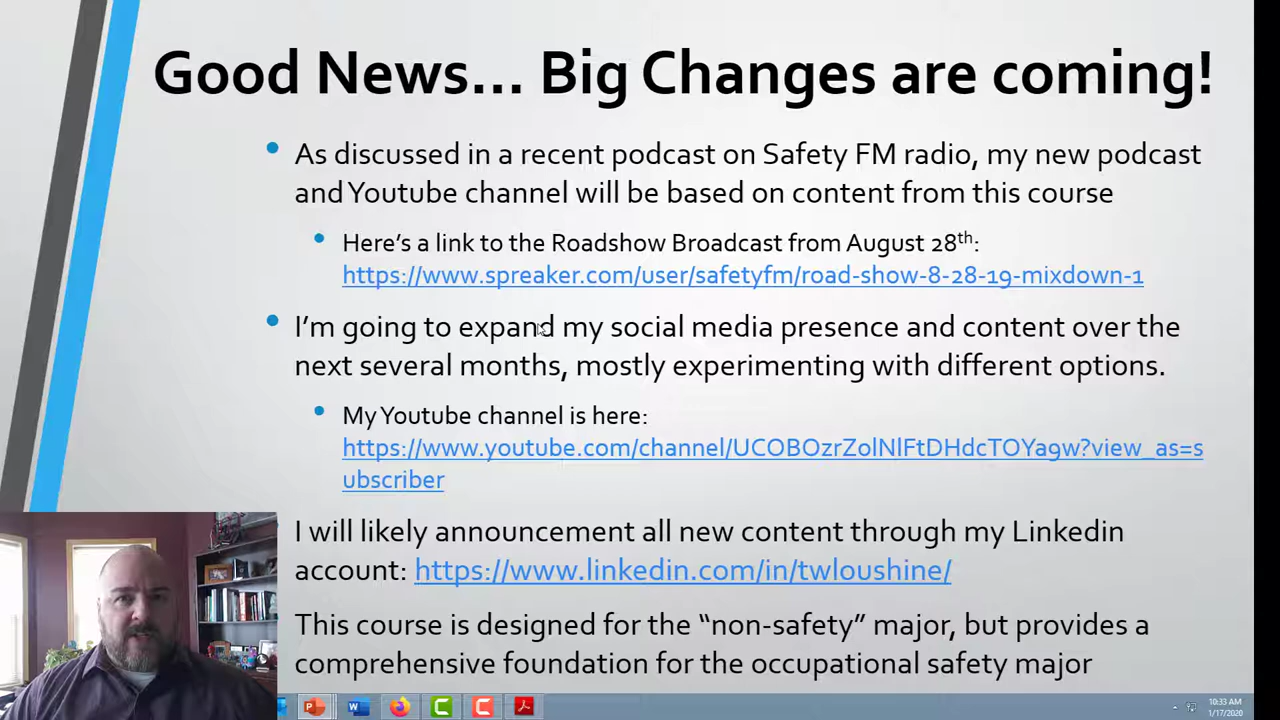 Good News... Big Changes are coming!
As discussed in a recent podcast on Safety FM radio, my new podcast
and Youtube channel will be based on content from this course
Here's a link to the Roadshow Broadcast from August 28th:
https://www.spreaker.com/user/safetyfm/road-show-8-28-19-mixdown-1
I'm going to expand my social media presence and content over the
next several months, mostly experimenting with different options.
My Youtube channel is here:
https://www.youtube.com/channel/UCOBOzrZolNlFtDHdcTOYa9w?view_as=s
ubscriber
I will likely announcement all new content through my Linkedin
account: https://www.linkedin.com/in/twloushine/
This course is designed for the “non-safety” major, but provides a
comprehensive foundation for the occupational safety major
10:33 AM
1/17/2020